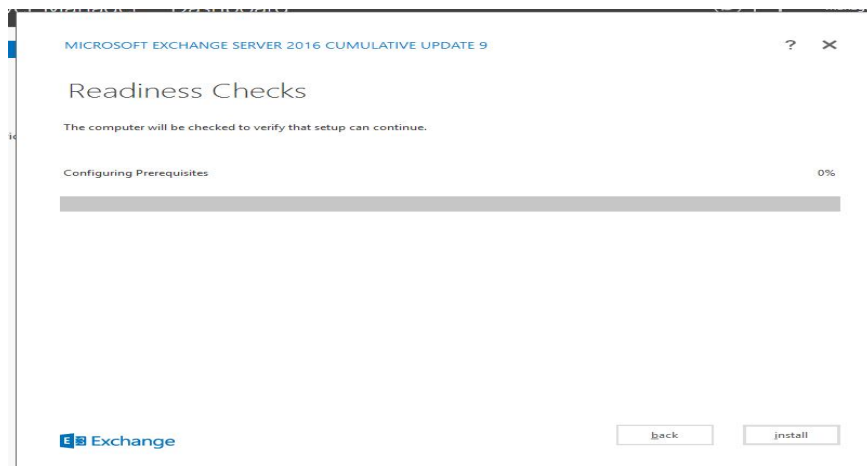 MICROSOFT EXCHANGE SERVER 2016 CUMULATIVE UPDATE 9
? ×
Readiness Checks
The computer will be checked to verify that setup can continue.
Configuring Prerequisites 0%
E Exchange
back install